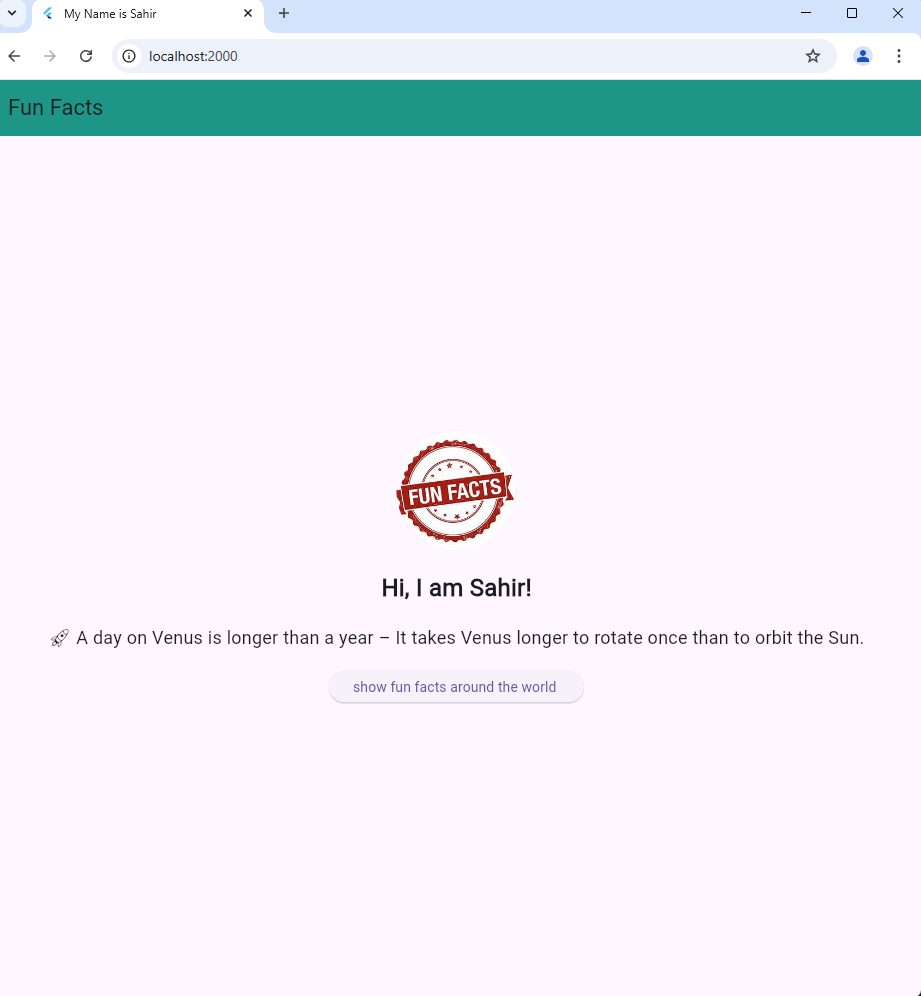 My Name is Sahir
localhost:2000
Fun Facts
FUN FACTS
Hi, I am Sahir!
🚀 A day on Venus is longer than a year – It takes Venus longer to rotate once than to orbit the Sun.
show fun facts around the world